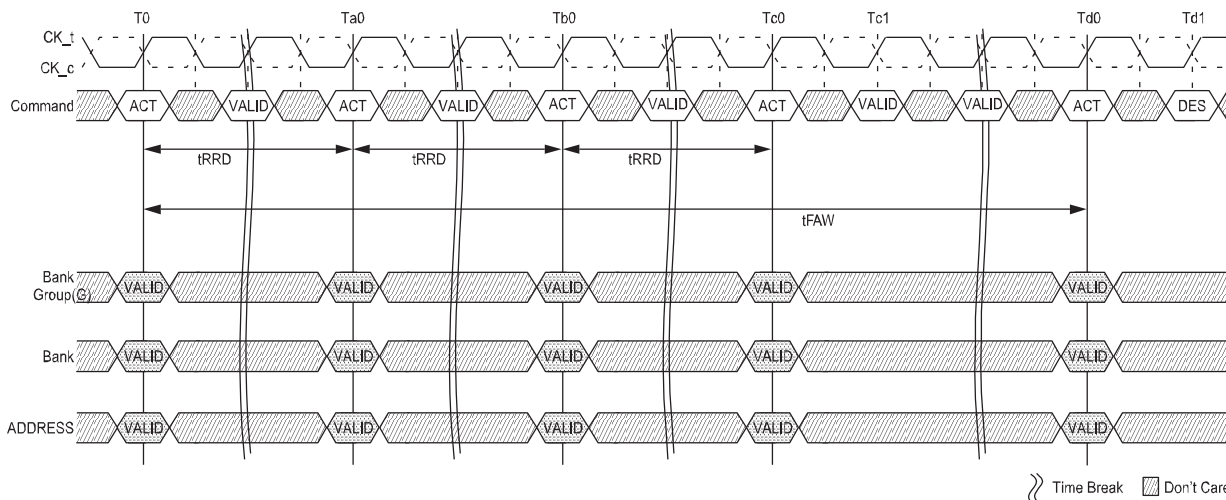 T0 Ta0 Tb0 Tc0 Tc1 Td0 Td1
CK_t
CK_c
Command ACT VALID ACT VALID ACT VALID ACT VALID VALID ACT DES
tRRD tRRD tRRD
tFAW
Bank
Group(G) VALID VALID VALID VALID VALID
Bank VALID VALID VALID VALID VALID
ADDRESS VALID VALID VALID VALID VALID
Time Break Don't Care